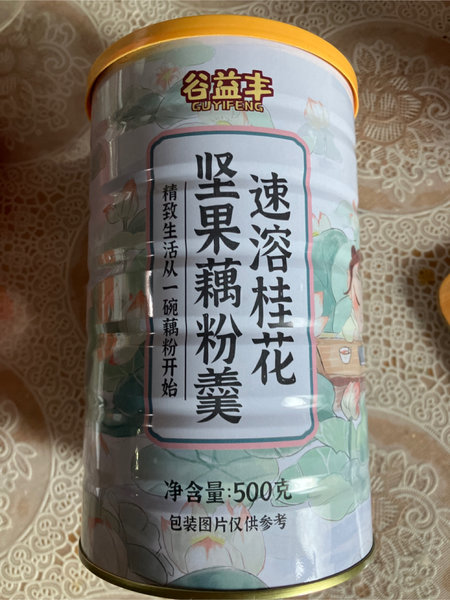 谷益丰
GUYIFENG
速溶桂花
坚果藕粉羹
精致生活从一碗藕粉开始
净含量:500克
包装图片仅供参考